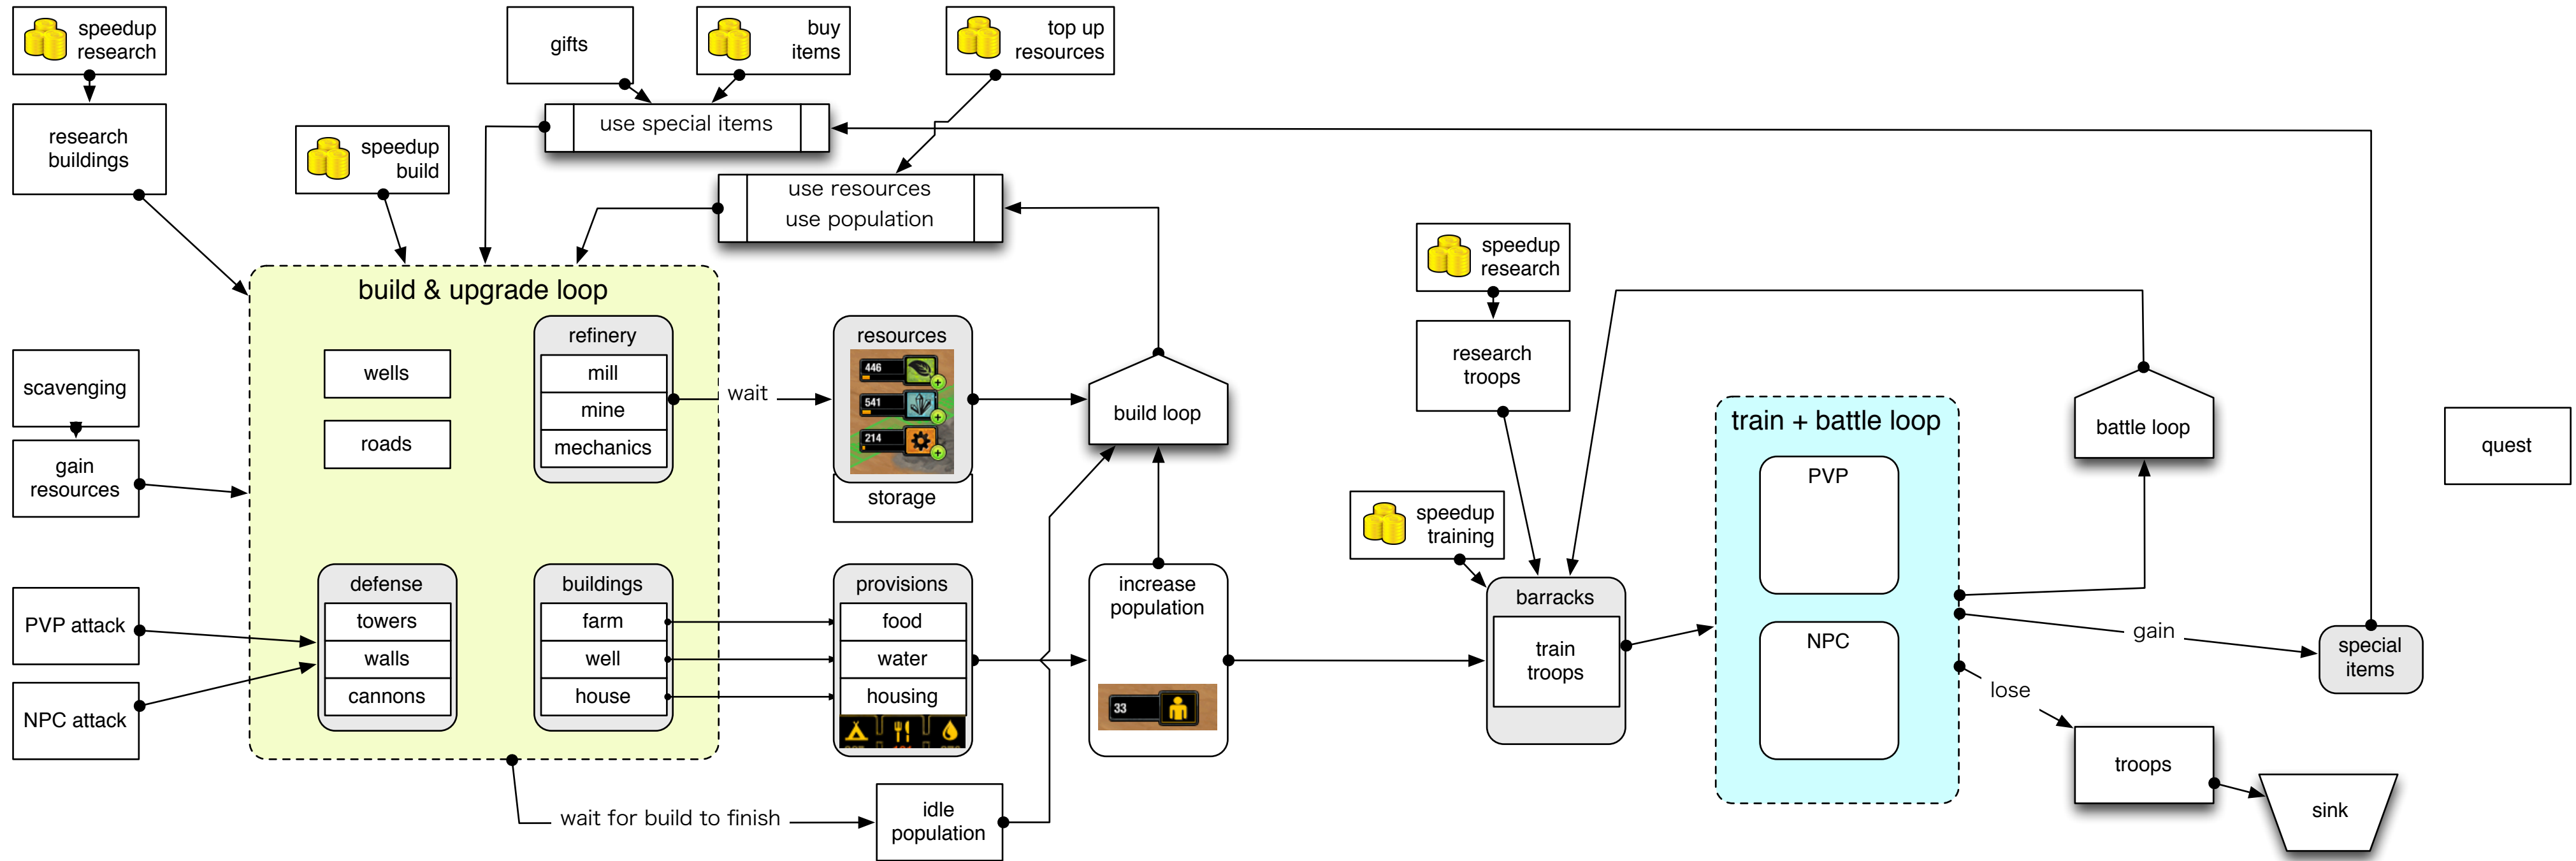 speedup
research
gifts
buy
items
top up
resources
research
buildings
speedup
build
use special items
use resources
use population
build & upgrade loop
wells
roads
refinery
mill
mine
mechanics
wait
resources
446
541
214
storage
build loop
scavenging
gain
resources
PVP attack
NPC attack
defense
towers
walls
cannons
buildings
farm
well
house
provisions
food
water
housing
increase
population
33
wait for build to finish
idle
population
speedup
research
research
troops
speedup
training
barracks
train
troops
train + battle loop
PVP
NPC
battle loop
gain
special
items
lose
troops
sink
quest